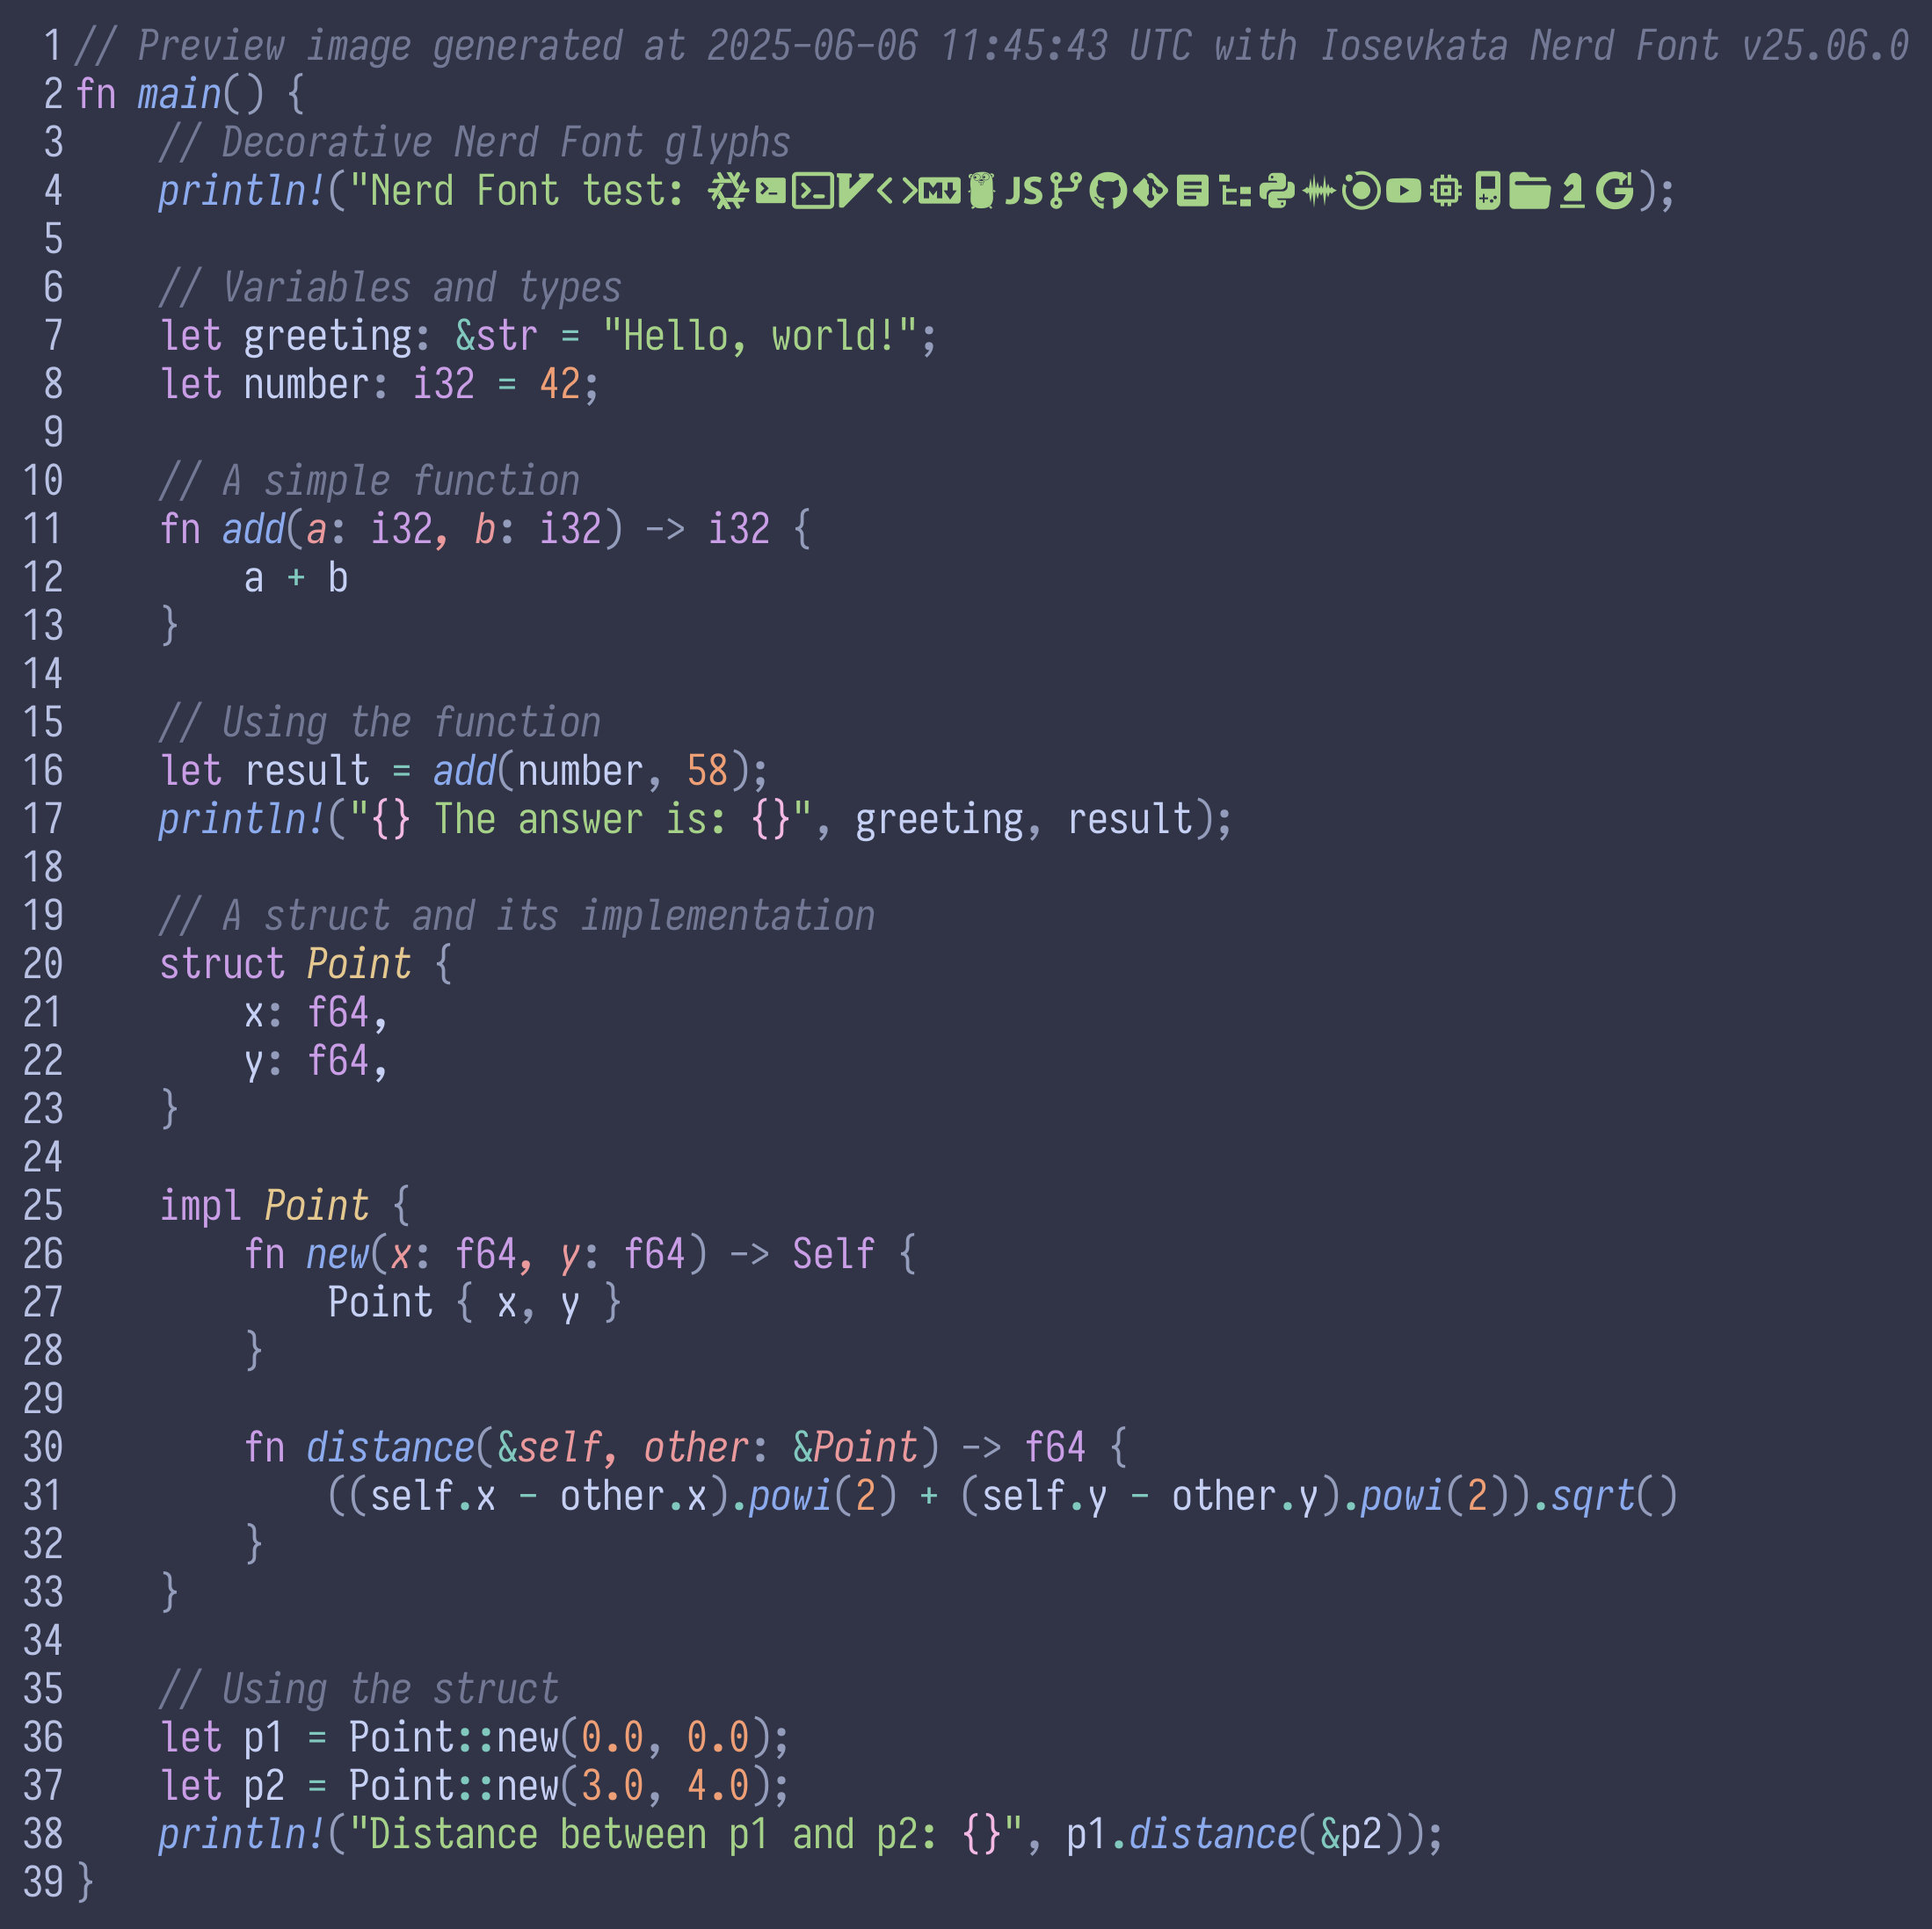 1 // Preview image generated at 2025-06-06 11:45:43 UTC with Iosevkata Nerd Font v25.06.0
2 fn main() {
3     // Decorative Nerd Font glyphs
4     println!("Nerd Font test: JS );
5
6     // Variables and types
7     let greeting: &str = "Hello, world!";
8     let number: i32 = 42;
9
10     // A simple function
11     fn add(a: i32, b: i32) -> i32 {
12         a + b
13     }
14
15     // Using the function
16     let result = add(number, 58);
17     println!("{} The answer is: {}", greeting, result);
18
19     // A struct and its implementation
20     struct Point {
21         x: f64,
22         y: f64,
23     }
24
25     impl Point {
26         fn new(x: f64, y: f64) -> Self {
27             Point { x, y }
28         }
29
30         fn distance(&self, other: &Point) -> f64 {
31             ((self.x - other.x).powi(2) + (self.y - other.y).powi(2)).sqrt()
32         }
33     }
34
35     // Using the struct
36     let p1 = Point::new(0.0, 0.0);
37     let p2 = Point::new(3.0, 4.0);
38     println!("Distance between p1 and p2: {}", p1.distance(&p2));
39 }